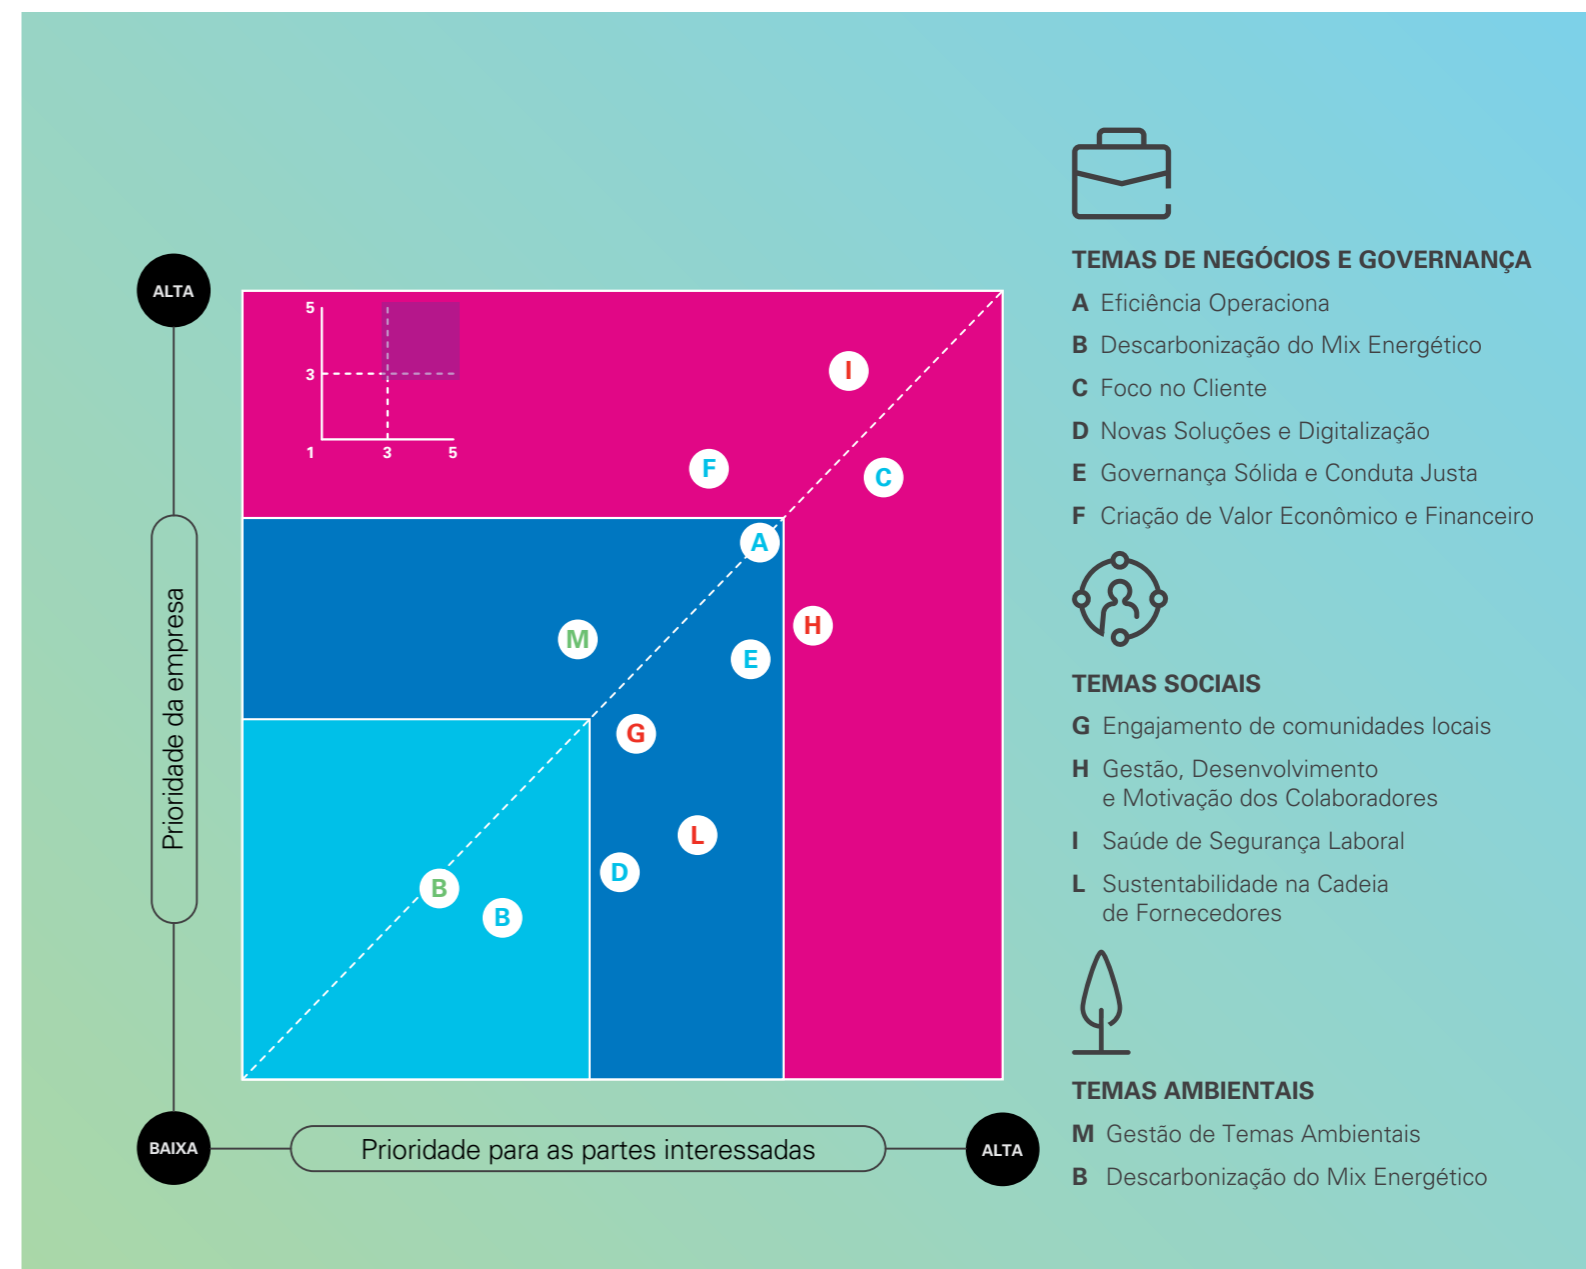 ALTA
5
3
1
3
5
I
F
C
A
H
M
E
G
L
D
B
B
Prioridade da empresa
BAIXA
Prioridade para as partes interessadas
ALTA
TEMAS DE NEGÓCIOS E GOVERNANÇA
A Eficiência Operaciona
B Descarbonização do Mix Energético
C Foco no Cliente
D Novas Soluções e Digitalização
E Governança Sólida e Conduta Justa
F Criação de Valor Econômico e Financeiro
TEMAS SOCIAIS
G Engajamento de comunidades locais
H Gestão, Desenvolvimento
e Motivação dos Colaboradores
I Saúde de Segurança Laboral
L Sustentabilidade na Cadeia
de Fornecedores
TEMAS AMBIENTAIS
M Gestão de Temas Ambientais
B Descarbonização do Mix Energético